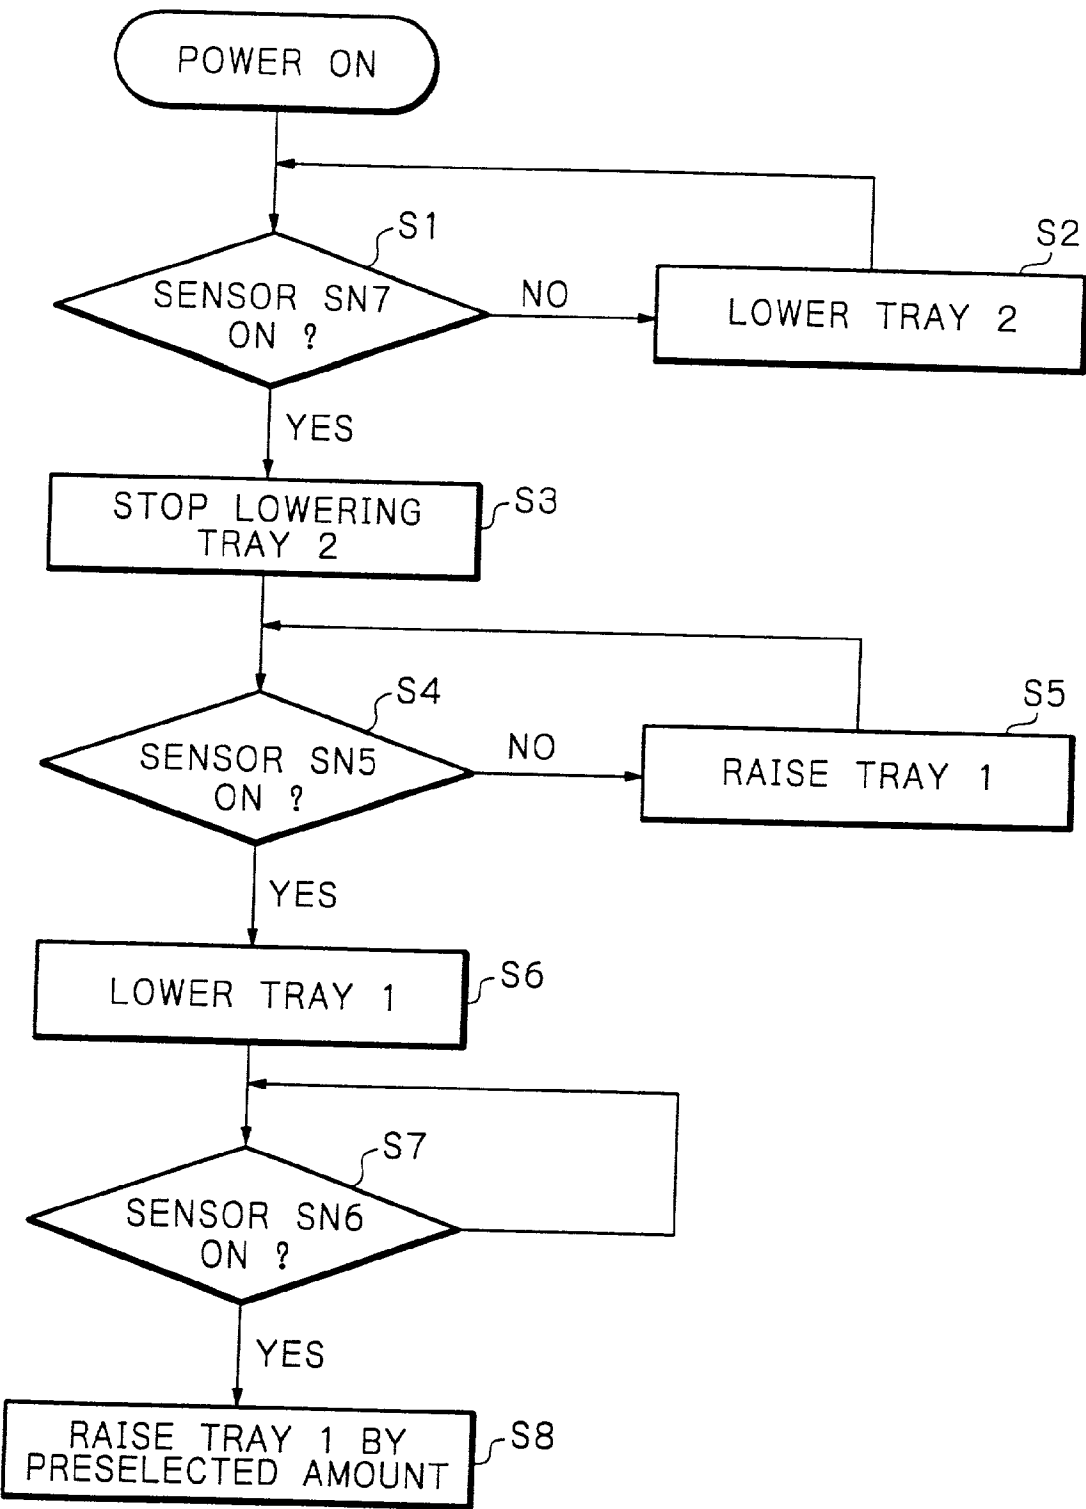 POWER ON
S1
SENSOR SN7
ON ?
NO
S2
LOWER TRAY 2
YES
STOP LOWERING
TRAY 2
S3
S4
SENSOR SN5
ON ?
NO
S5
RAISE TRAY 1
YES
LOWER TRAY 1
S6
S7
SENSOR SN6
ON ?
YES
RAISE TRAY 1 BY
PRESELECTED AMOUNT
S8